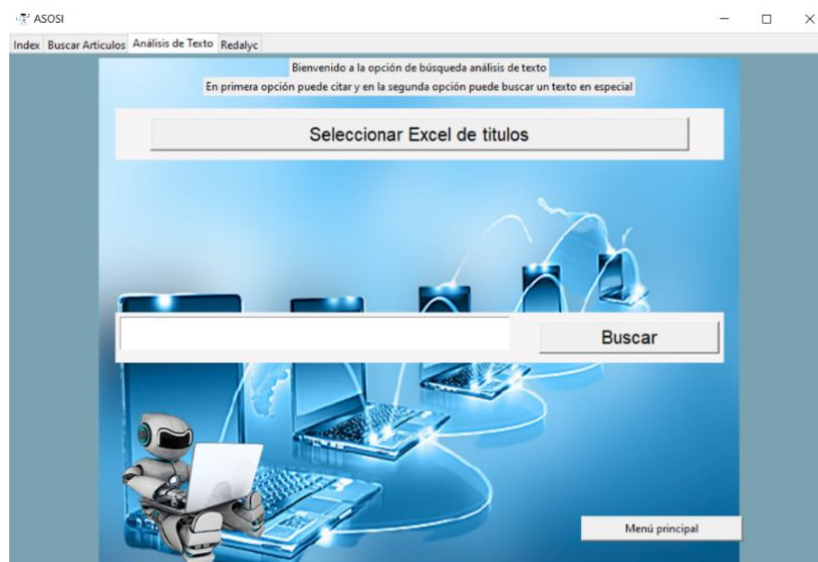 ASOSI
Index Buscar Articulos Análisis de Texto Redalyc
Bienvenido a la opción de búsqueda análisis de texto
En primera opción puede citar y en la segunda opción puede buscar un texto en especial
Seleccionar Excel de titulos
Buscar
Menú principal